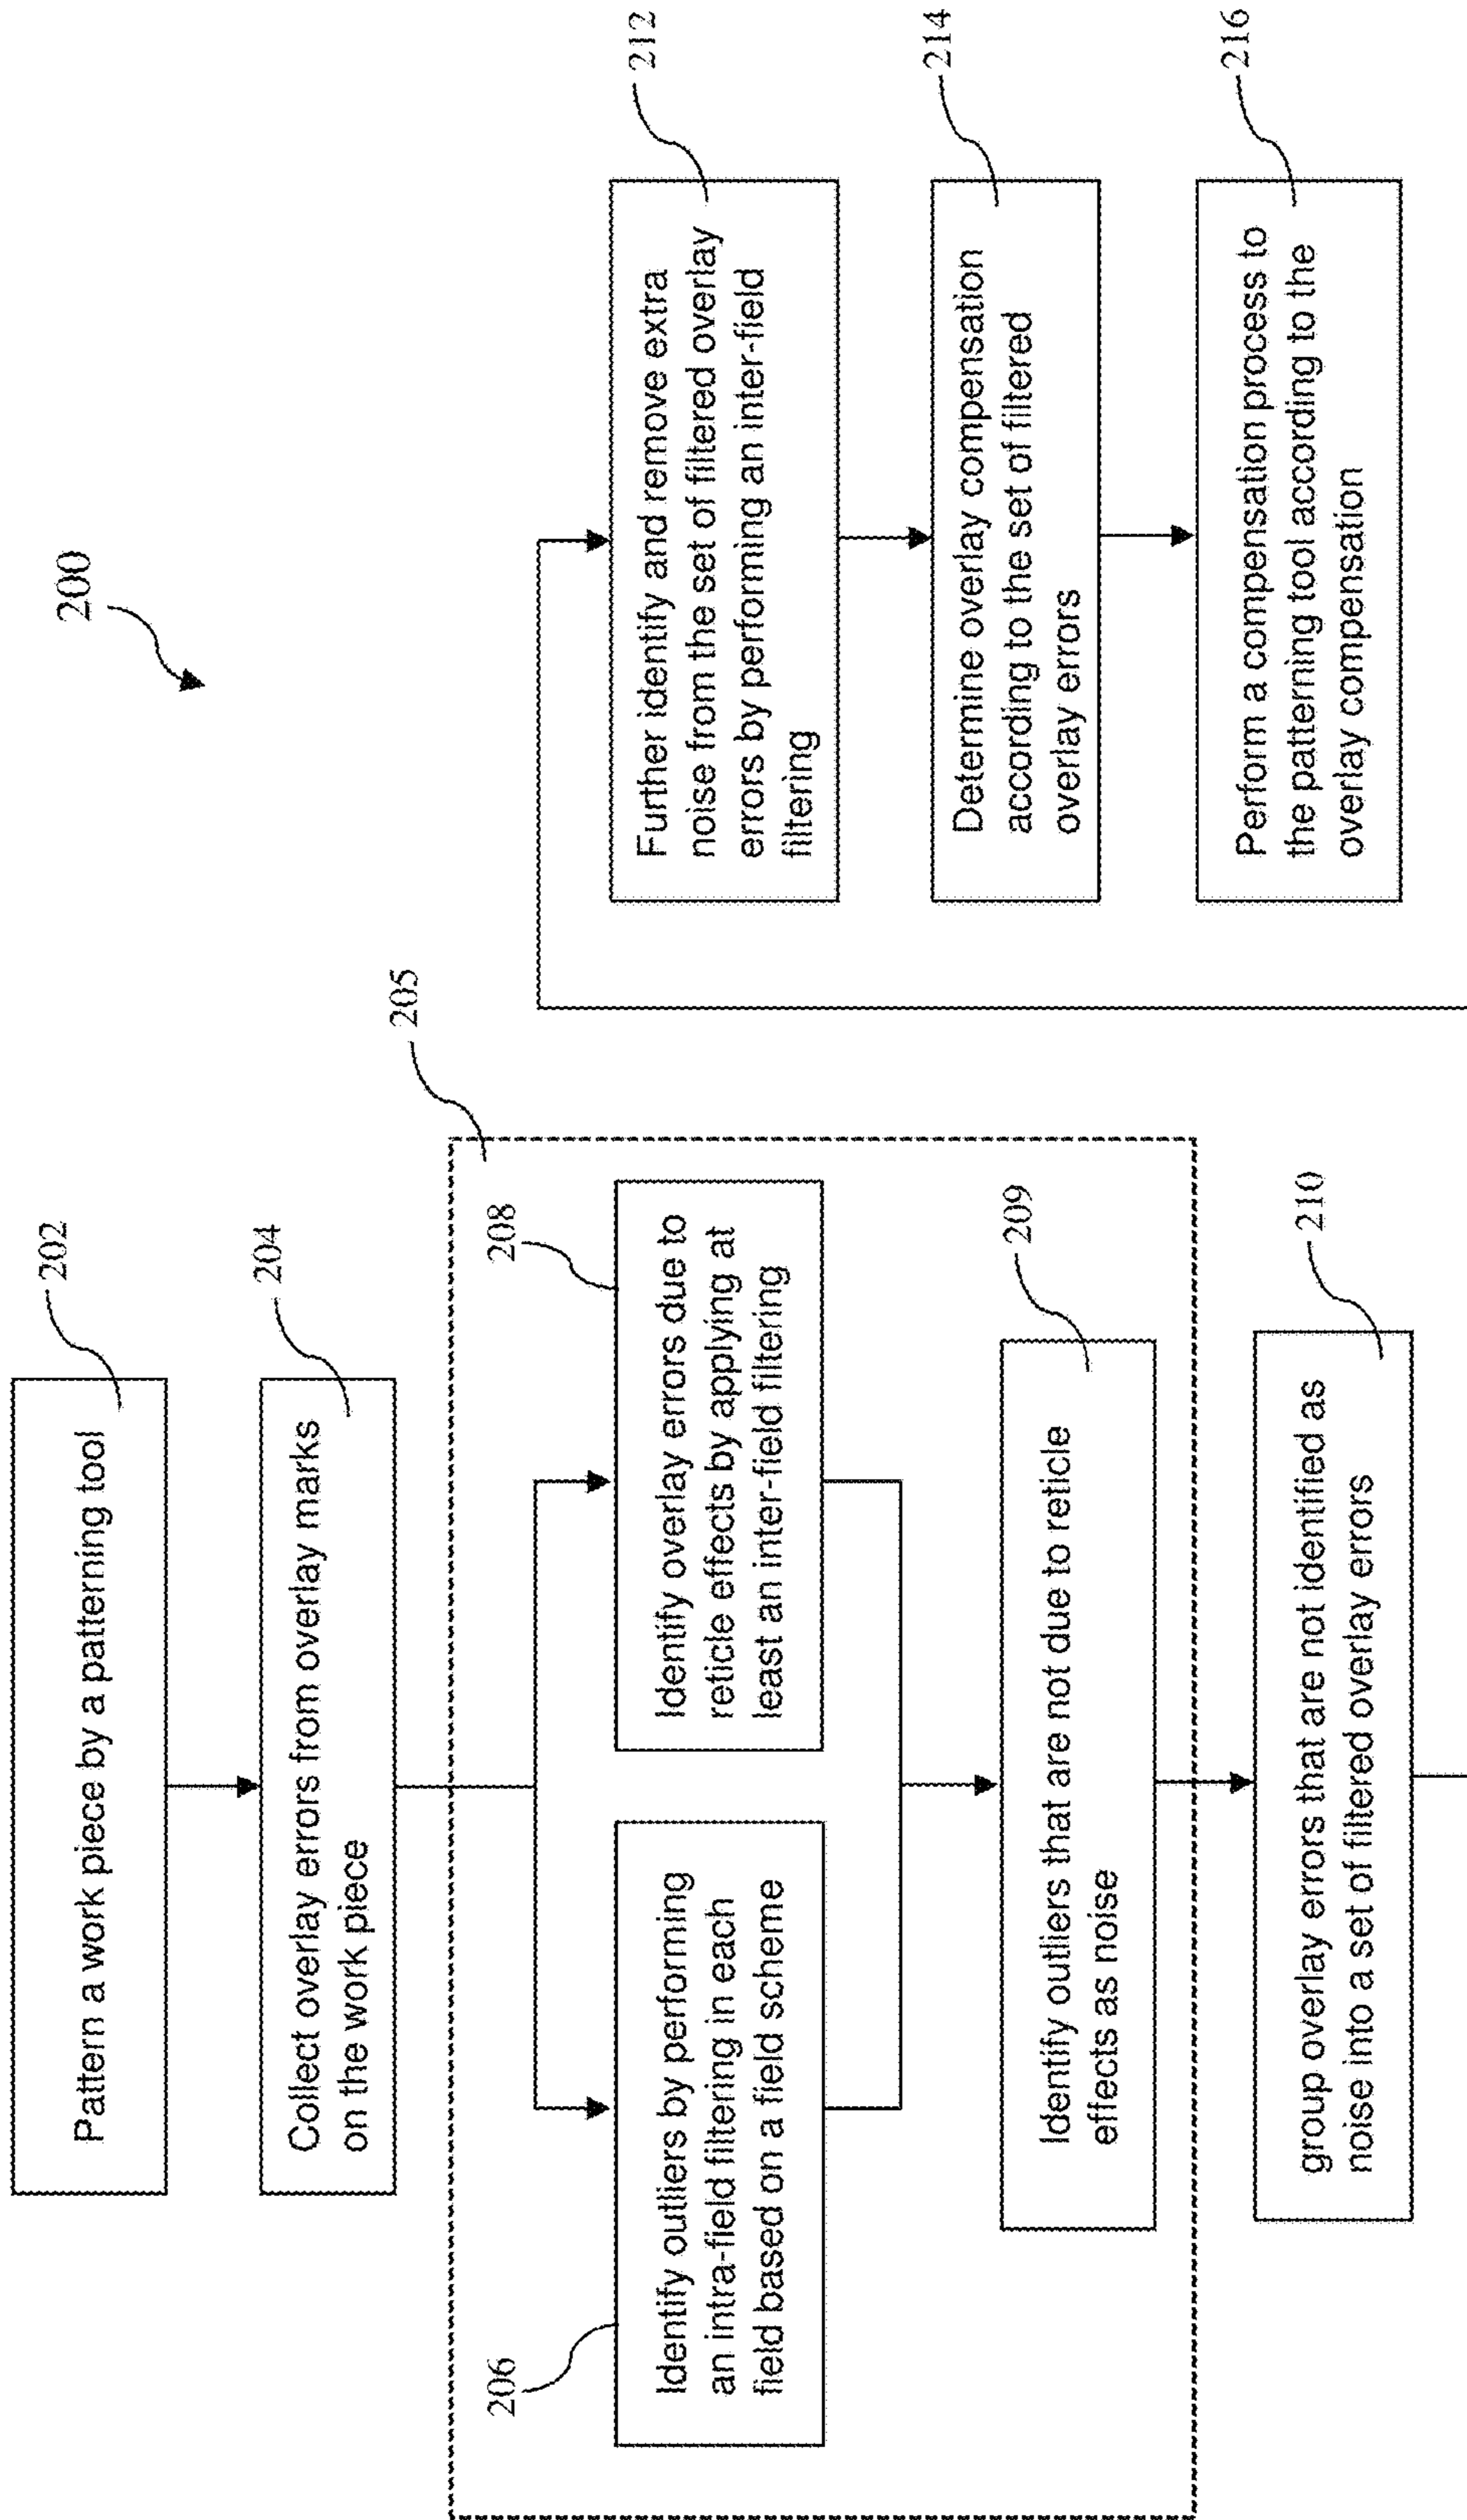 200
202
Pattern a work piece by a patterning tool
204
Collect overlay errors from overlay marks
on the work piece
205
206
Identify outliers by performing
an intra-field filtering in each
field based on a field scheme
208
Identify overlay errors due to
reticle effects by applying at
least an inter-field filtering
209
Identify outliers that are not due to reticle
effects as noise
210
group overlay errors that are not identified as
noise into a set of filtered overlay errors
212
Further identify and remove extra
noise from the set of filtered overlay
errors by performing an inter-field
filtering
214
Determine overlay compensation
according to the set of filtered
overlay errors
216
Perform a compensation process to
the patterning tool according to the
overlay compensation